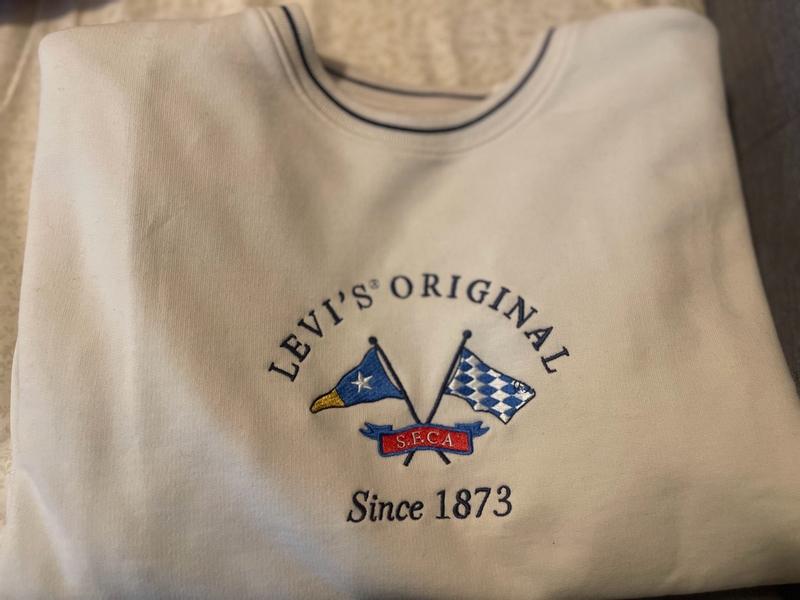 LEVI'S® ORIGINAL
S.F.C.A
Since 1873